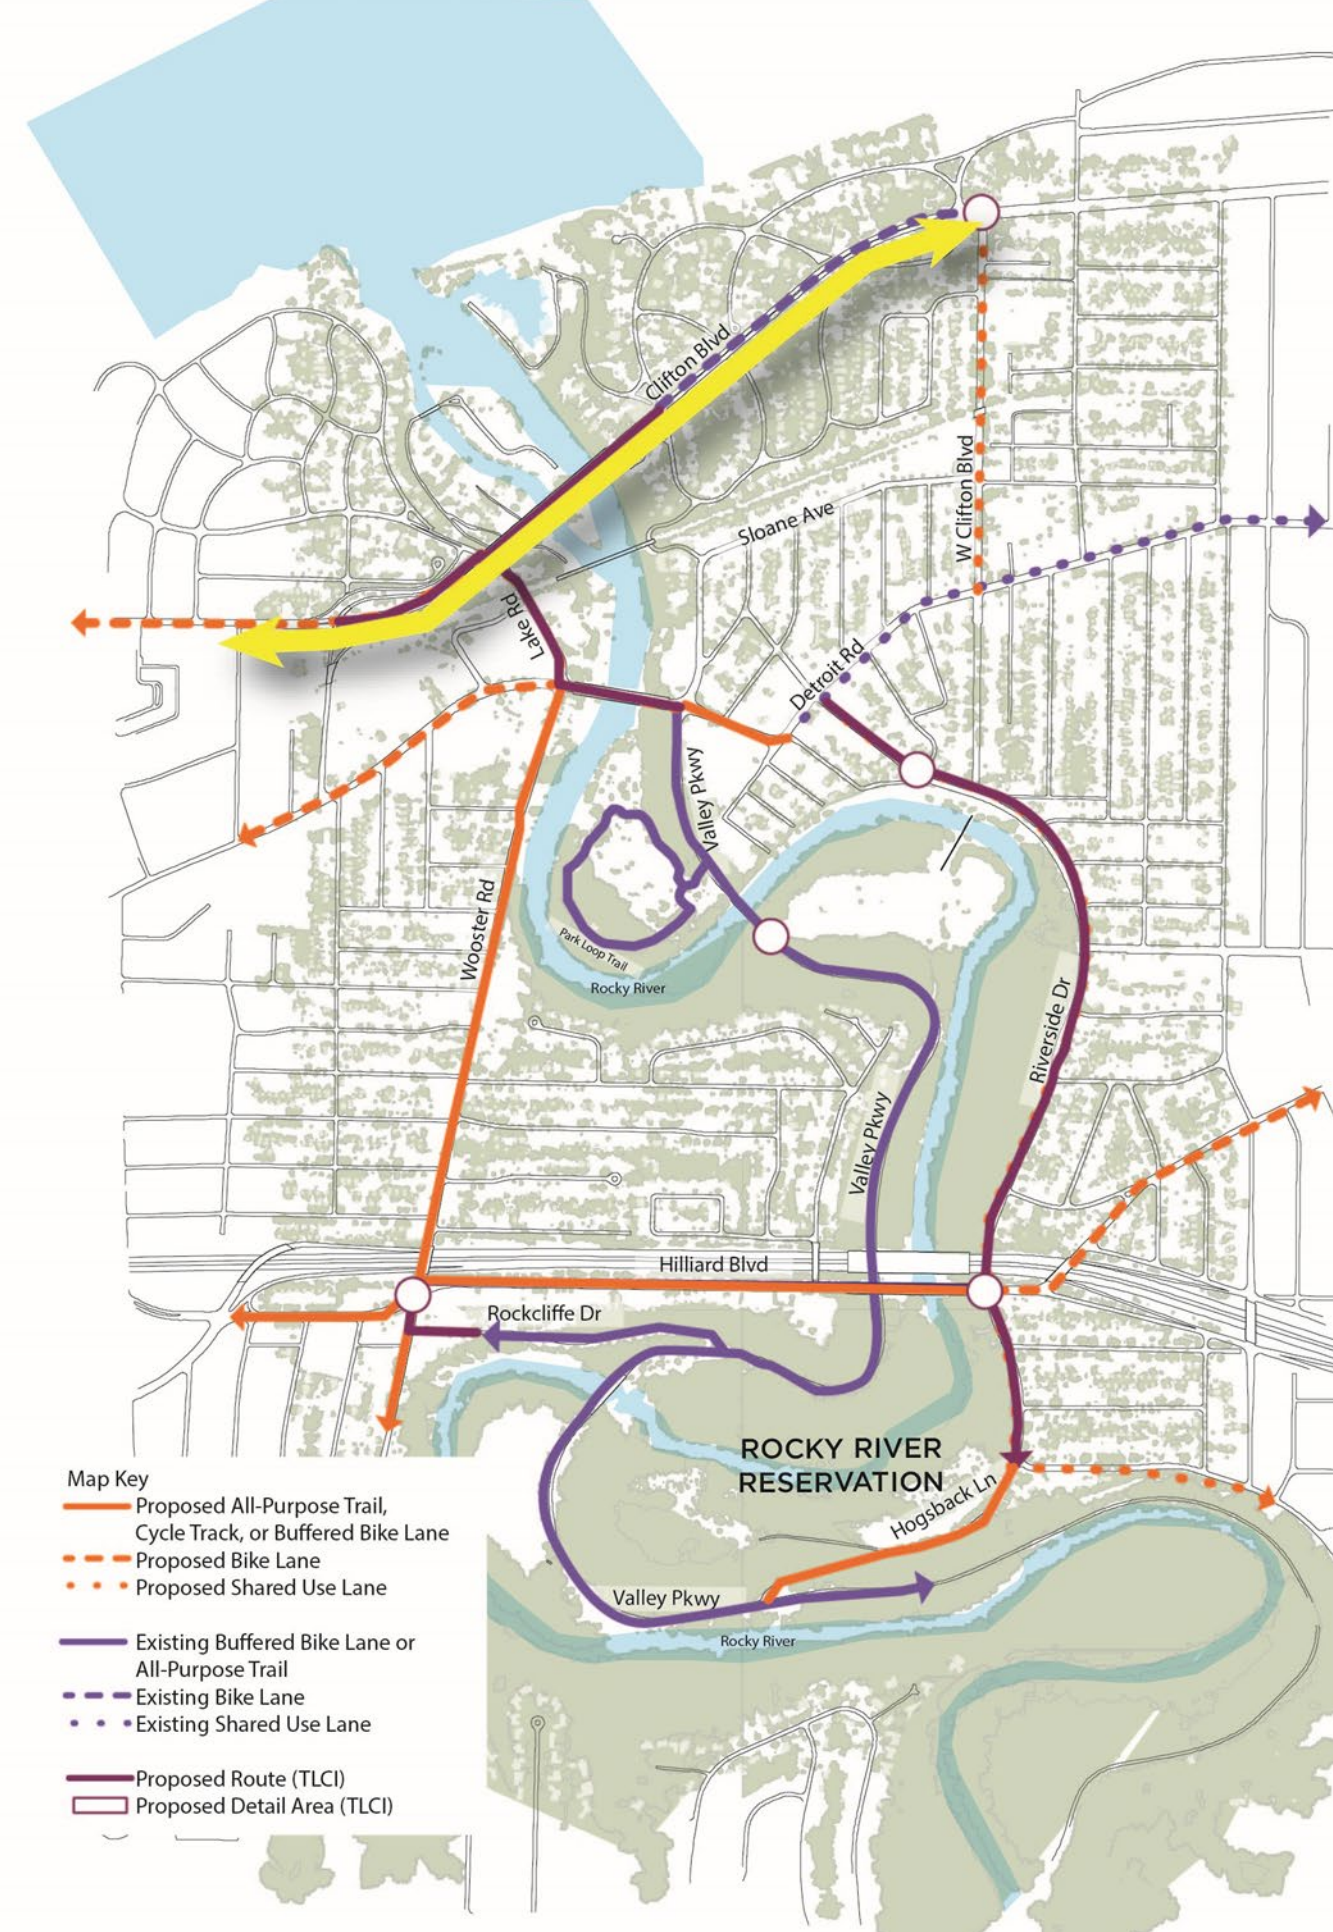 Clifton Blvd
W Clifton Blvd
Sloane Ave
Lake Rd
Detroit Rd
Valley Pkwy
Wooster Rd
Park Loop Trail
Rocky River
Riverside Dr
Valley Pkwy
Hilliard Blvd
Rockcliffe Dr
ROCKY RIVER
RESERVATION
Hogsback Ln
Valley Pkwy
Rocky River
Map Key
Proposed All-Purpose Trail,
Cycle Track, or Buffered Bike Lane
Proposed Bike Lane
Proposed Shared Use Lane
Existing Buffered Bike Lane or
All-Purpose Trail
Existing Bike Lane
Existing Shared Use Lane
Proposed Route (TLCI)
Proposed Detail Area (TLCI)